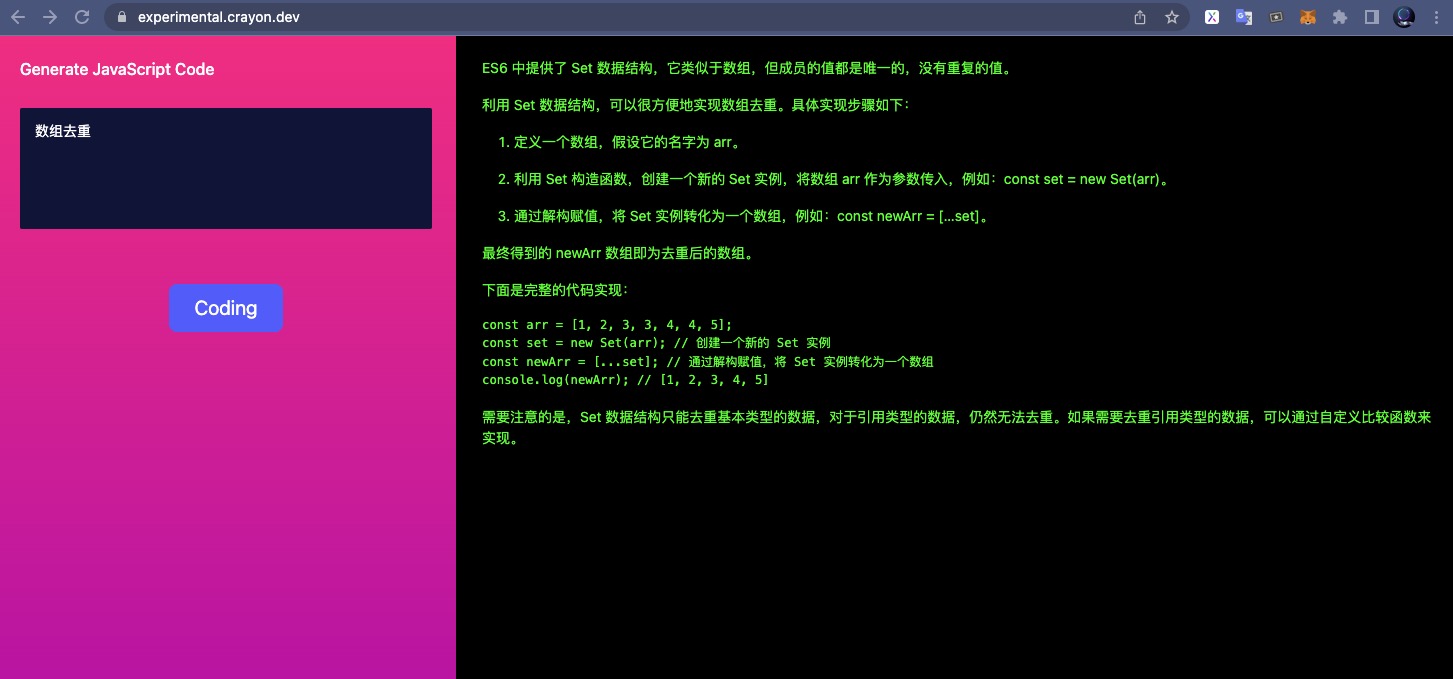 experimental.crayon.dev
Generate JavaScript Code
数组去重
Coding
ES6 中提供了 Set 数据结构，它类似于数组，但成员的值都是唯一的，没有重复的值。
利用 Set 数据结构，可以很方便地实现数组去重。具体实现步骤如下：
1. 定义一个数组，假设它的名字为 arr。
2. 利用 Set 构造函数，创建一个新的 Set 实例，将数组 arr 作为参数传入，例如：const set = new Set(arr)。
3. 通过解构赋值，将 Set 实例转化为一个数组，例如：const newArr = [...set]。
最终得到的 newArr 数组即为去重后的数组。
下面是完整的代码实现：
const arr = [1, 2, 3, 3, 4, 4, 5];
const set = new Set(arr); // 创建一个新的 Set 实例
const newArr = [...set]; // 通过解构赋值，将 Set 实例转化为一个数组
console.log(newArr); // [1, 2, 3, 4, 5]
需要注意的是，Set 数据结构只能去重基本类型的数据，对于引用类型的数据，仍然无法去重。如果需要去重引用类型的数据，可以通过自定义比较函数来
实现。